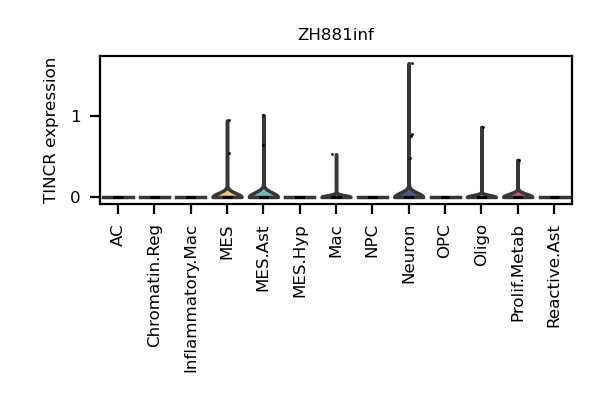 ZH881inf
TINCR expression
1
0
AC
Chromatin.Reg
Inflammatory.Mac
MES
MES.Ast
MES.Hyp
Mac
NPC
Neuron
OPC
Oligo
Prolif.Metab
Reactive.Ast